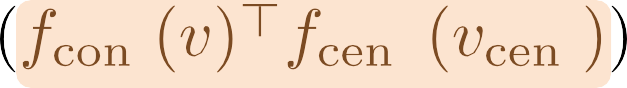 (f_con (v)^⊤ f_cen (v_cen ))